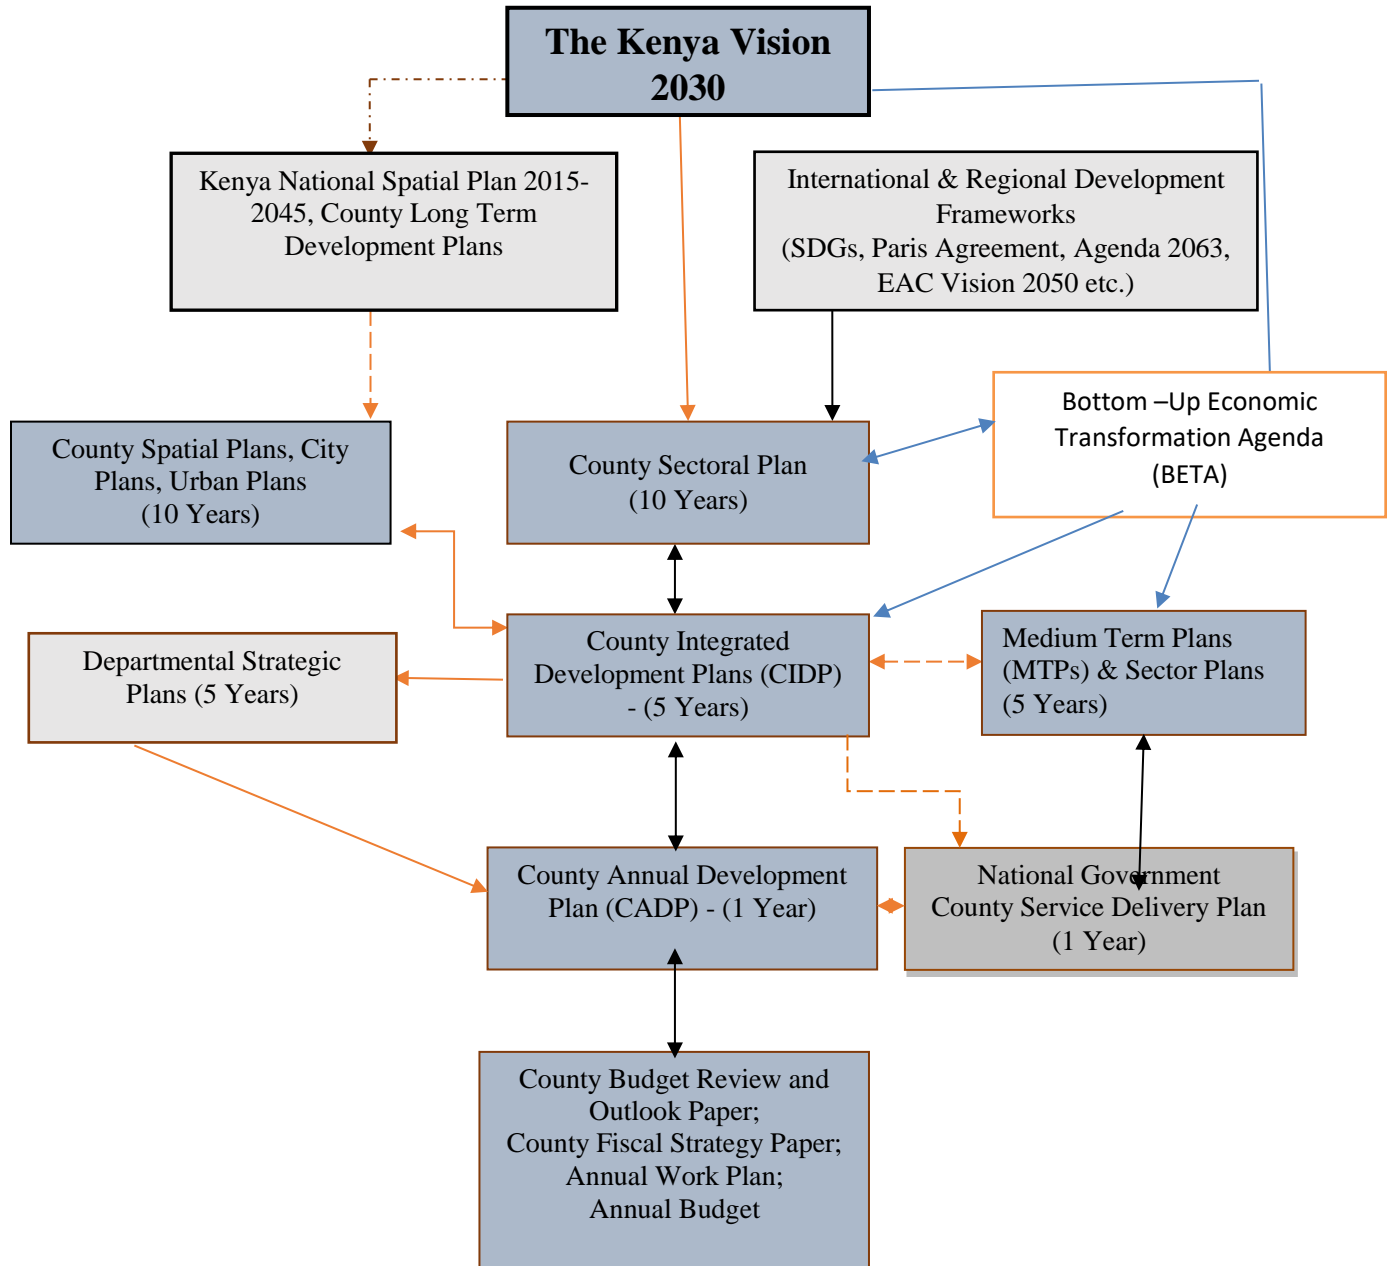 The Kenya Vision
2030
Kenya National Spatial Plan 2015-
2045, County Long Term
Development Plans
International & Regional Development
Frameworks
(SDGs, Paris Agreement, Agenda 2063,
EAC Vision 2050 etc.)
Bottom –Up Economic
Transformation Agenda
(BETA)
County Spatial Plans, City
Plans, Urban Plans
(10 Years)
County Sectoral Plan
(10 Years)
Departmental Strategic
Plans (5 Years)
County Integrated
Development Plans (CIDP)
- (5 Years)
Medium Term Plans
(MTPs) & Sector Plans
(5 Years)
County Annual Development
Plan (CADP) - (1 Year)
National Government
County Service Delivery Plan
(1 Year)
County Budget Review and
Outlook Paper;
County Fiscal Strategy Paper;
Annual Work Plan;
Annual Budget